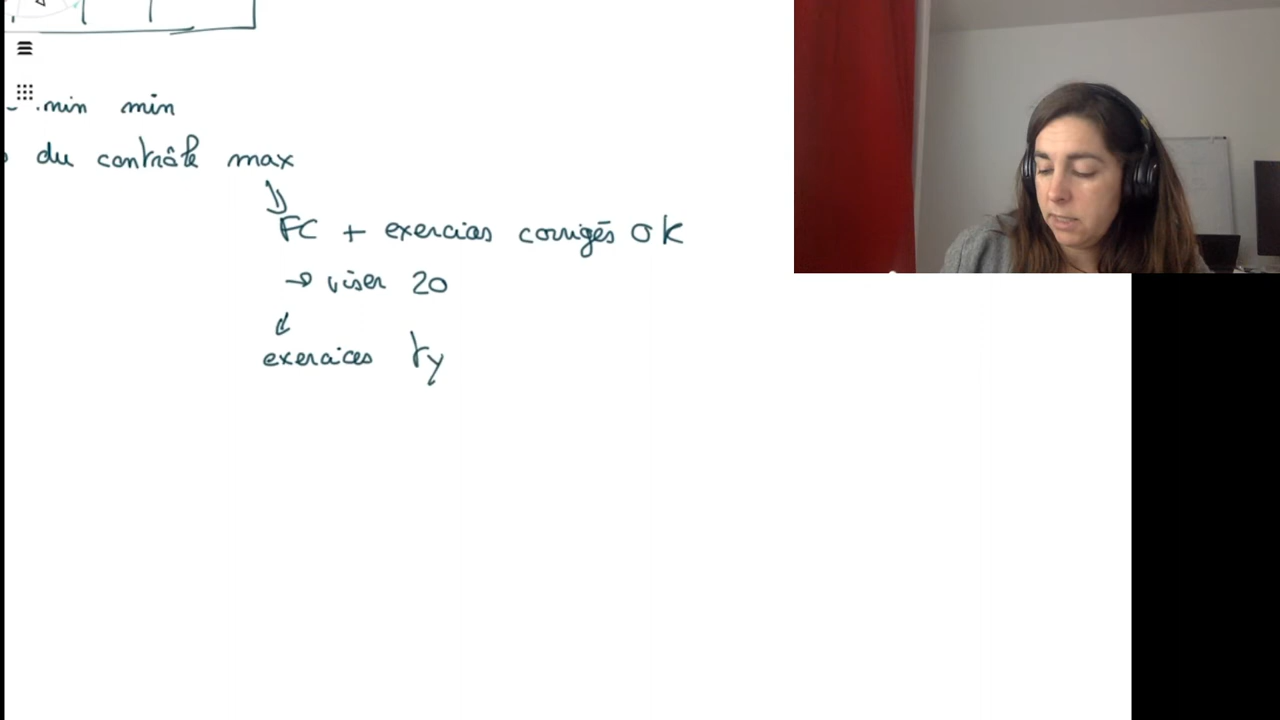 min min
du contrôle max
FC + exercices corrigés OK
→ viser 20
exercices ty